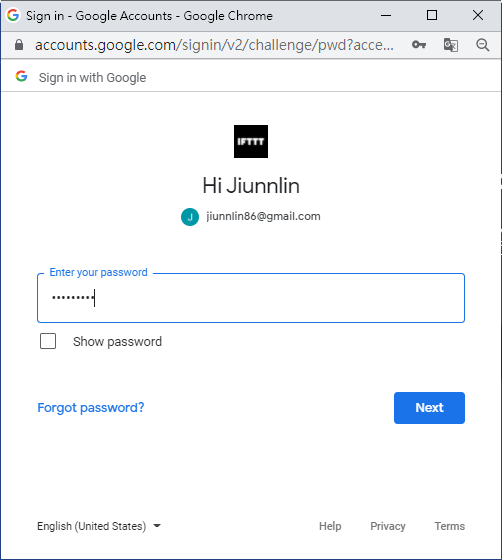 Sign in - Google Accounts - Google Chrome
accounts.google.com/signin/v2/challenge/pwd?acce...
Sign in with Google
IFTTT
Hi Jiunnlin
J jiunnlin86@gmail.com
Enter your password
•••••••••
Show password
Forgot password? Next
English (United States) Help Privacy Terms